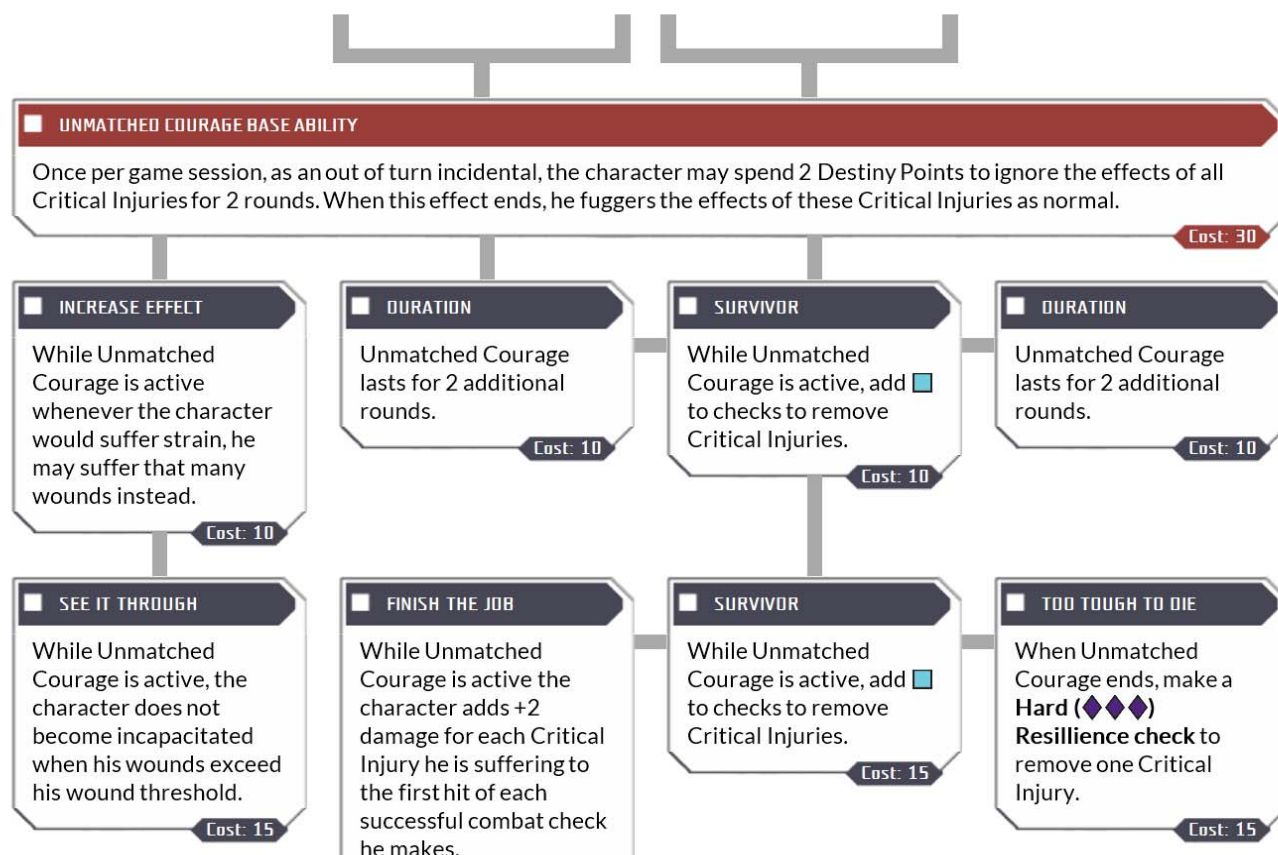 UNMATCHED COURAGE BASE ABILITY
Once per game session, as an out of turn incidental, the character may spend 2 Destiny Points to ignore the effects of all
Critical Injuries for 2 rounds. When this effect ends, he fuggers the effects of these Critical Injuries as normal.
Cost: 30
INCREASE EFFECT
While Unmatched
Courage is active
whenever the character
would suffer strain, he
may suffer that many
wounds instead.
Cost: 10
DURATION
Unmatched Courage
lasts for 2 additional
rounds.
Cost: 10
SURVIVOR
While Unmatched
Courage is active, add
to checks to remove
Critical Injuries.
Cost: 10
DURATION
Unmatched Courage
lasts for 2 additional
rounds.
Cost: 10
SEE IT THROUGH
While Unmatched
Courage is active, the
character does not
become incapacitated
when his wounds exceed
his wound threshold.
Cost: 15
FINISH THE JOB
While Unmatched
Courage is active the
character adds +2
damage for each Critical
Injury he is suffering to
the first hit of each
successful combat check
he makes.
SURVIVOR
While Unmatched
Courage is active, add
to checks to remove
Critical Injuries.
Cost: 15
TOO TOUGH TO DIE
When Unmatched
Courage ends, make a
Hard (◆◆◆)
Resillience check to
remove one Critical
Injury.
Cost: 15